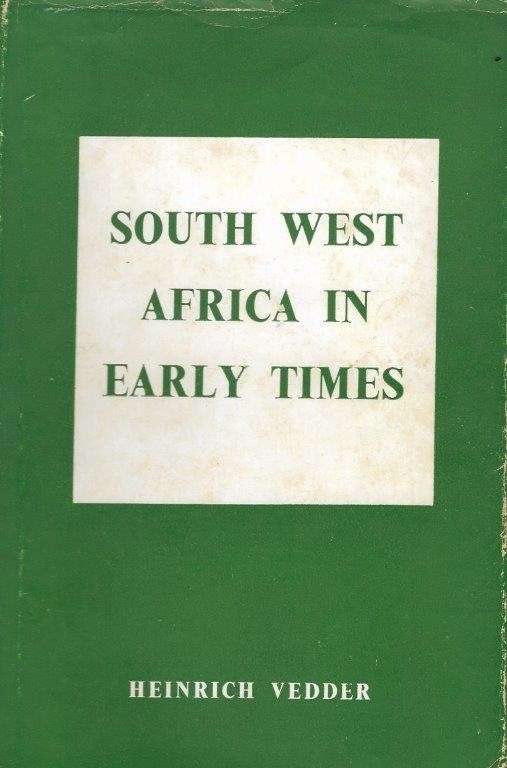 SOUTH WEST
AFRICA IN
EARLY TIMES
HEINRICH VEDDER